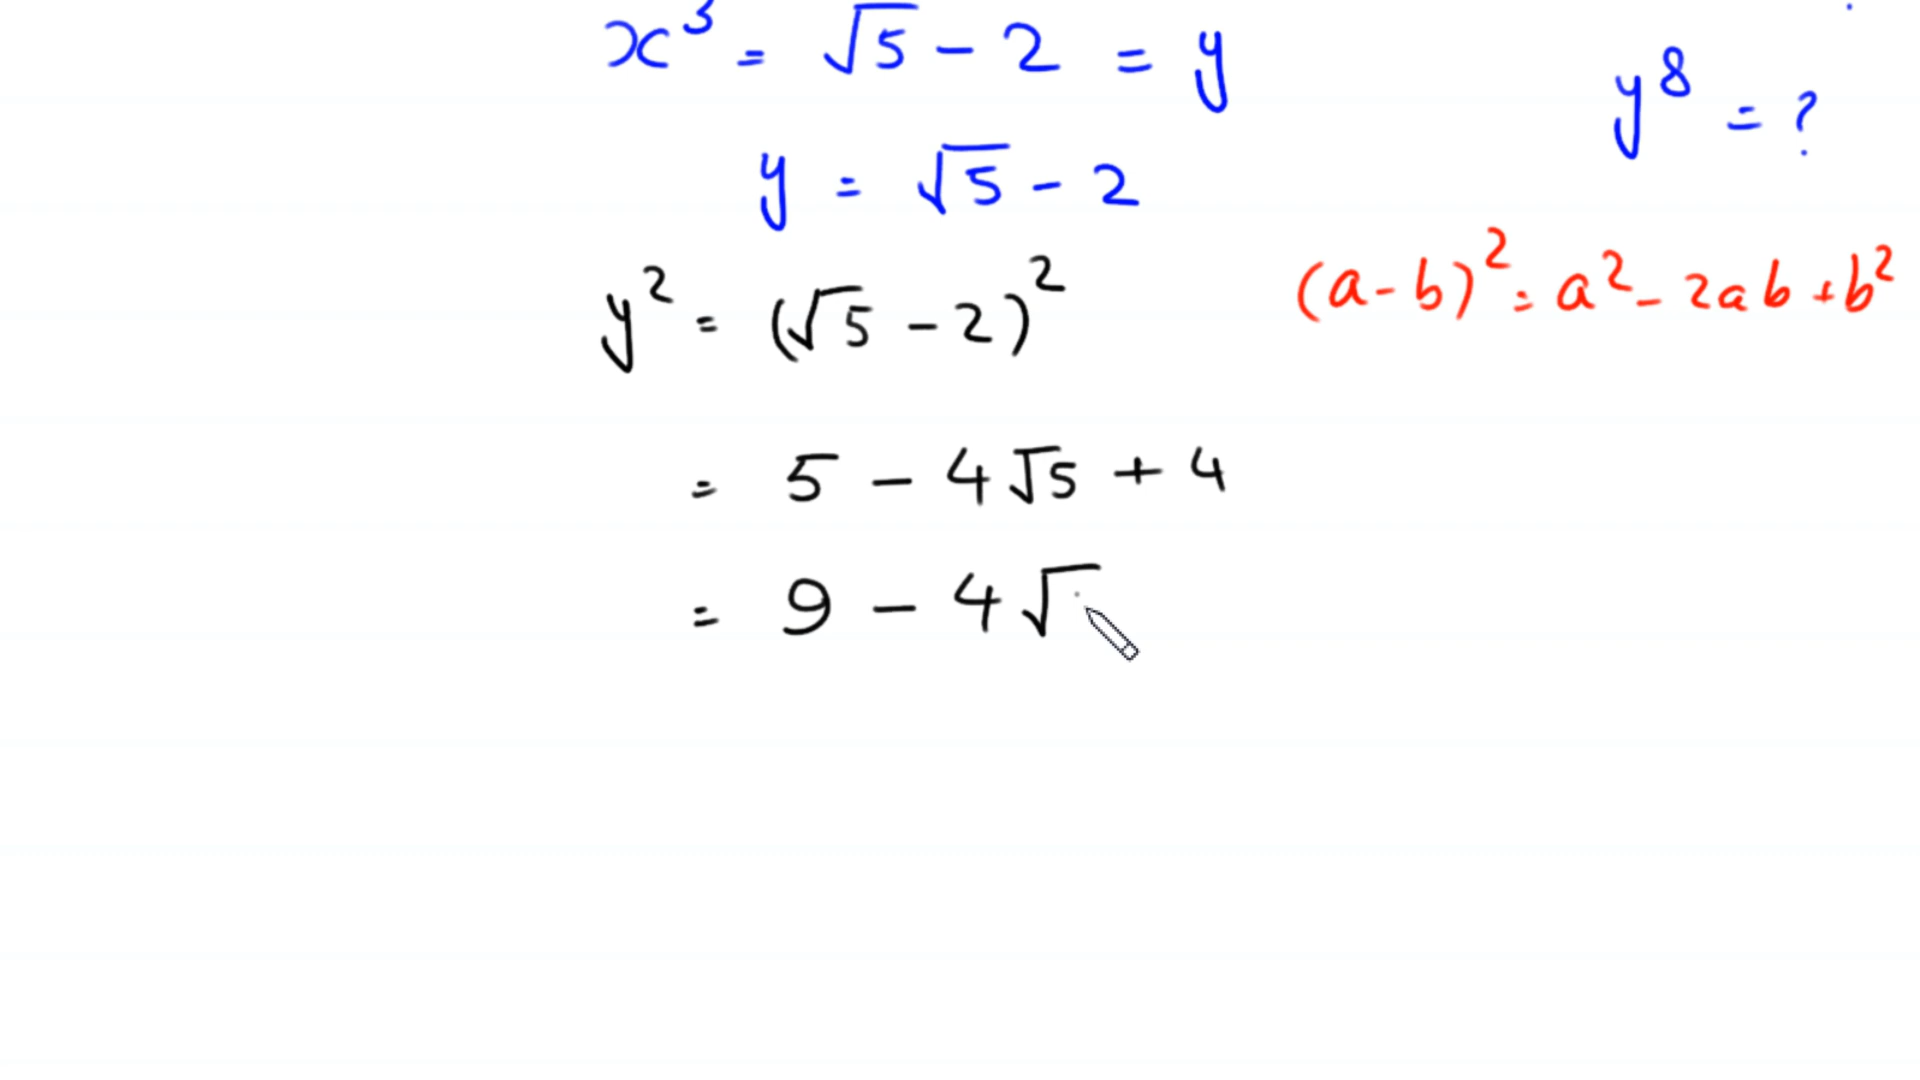 x³ = √5 - 2 = y
y⁸ = ?
y = √5 - 2
(a-b)² = a² - 2ab + b²
y² = (√5 - 2)²
= 5 - 4√5 + 4
= 9 - 4√